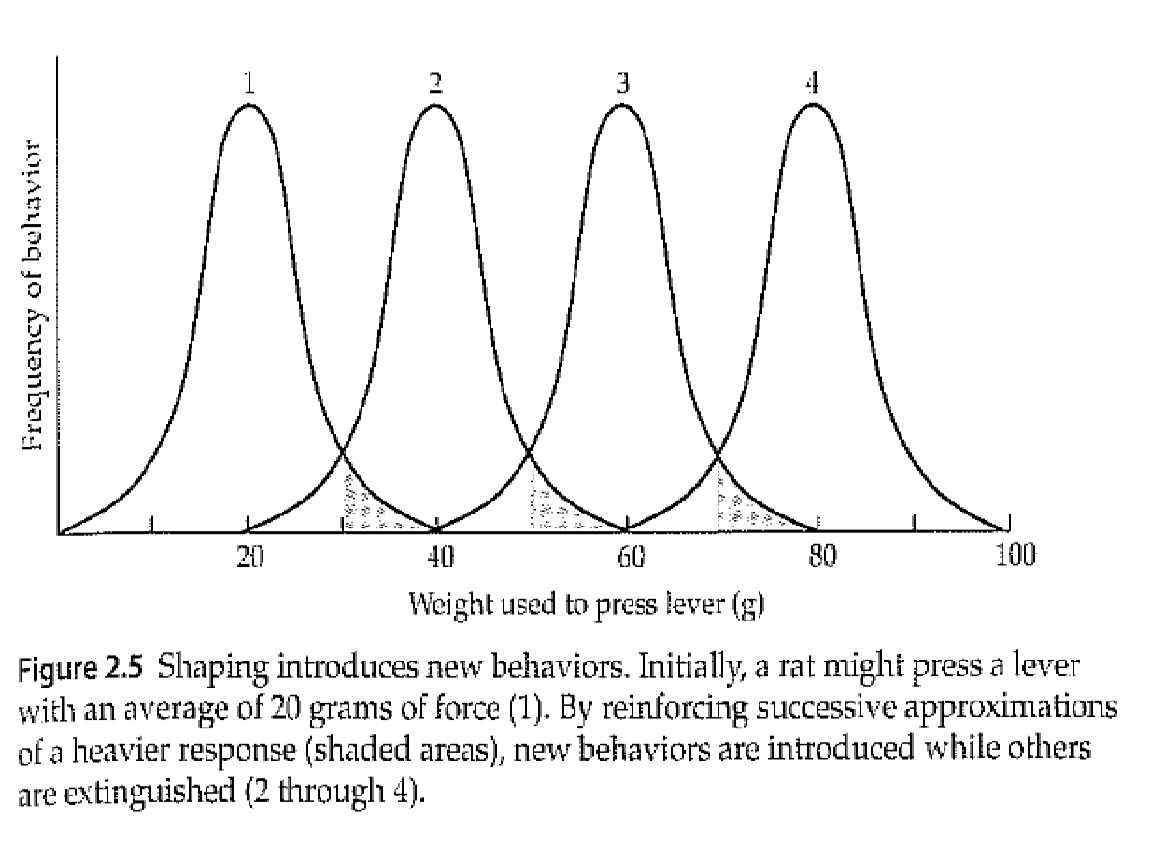 1 2 3 4
Frequency of behavior
20 40 60 80 100
Weight used to press lever (g)
Figure 2.5 Shaping introduces new behaviors. Initially, a rat might press a lever
with an average of 20 grams of force (1). By reinforcing successive approximations
of a heavier response (shaded areas), new behaviors are introduced while others
are extinguished (2 through 4).